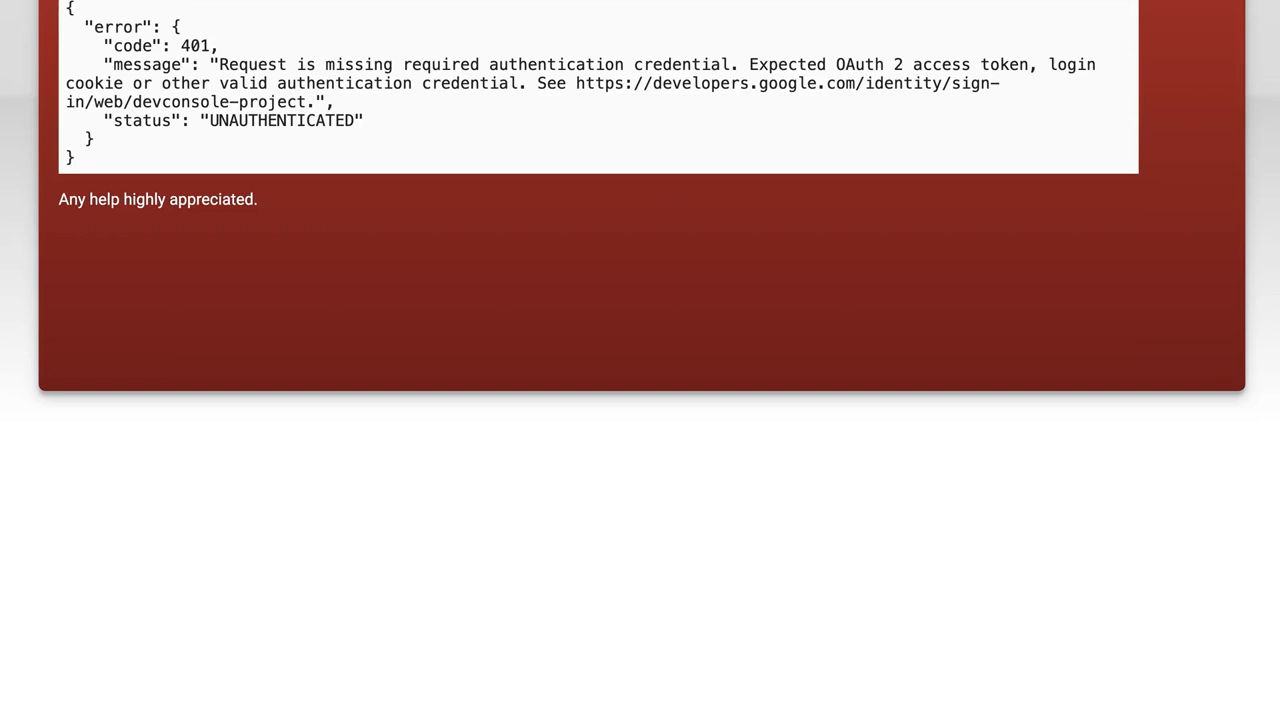 {
  "error": {
    "code": 401,
    "message": "Request is missing required authentication credential. Expected OAuth 2 access token, login
cookie or other valid authentication credential. See https://developers.google.com/identity/sign-
in/web/devconsole-project.",
    "status": "UNAUTHENTICATED"
  }
}
Any help highly appreciated.